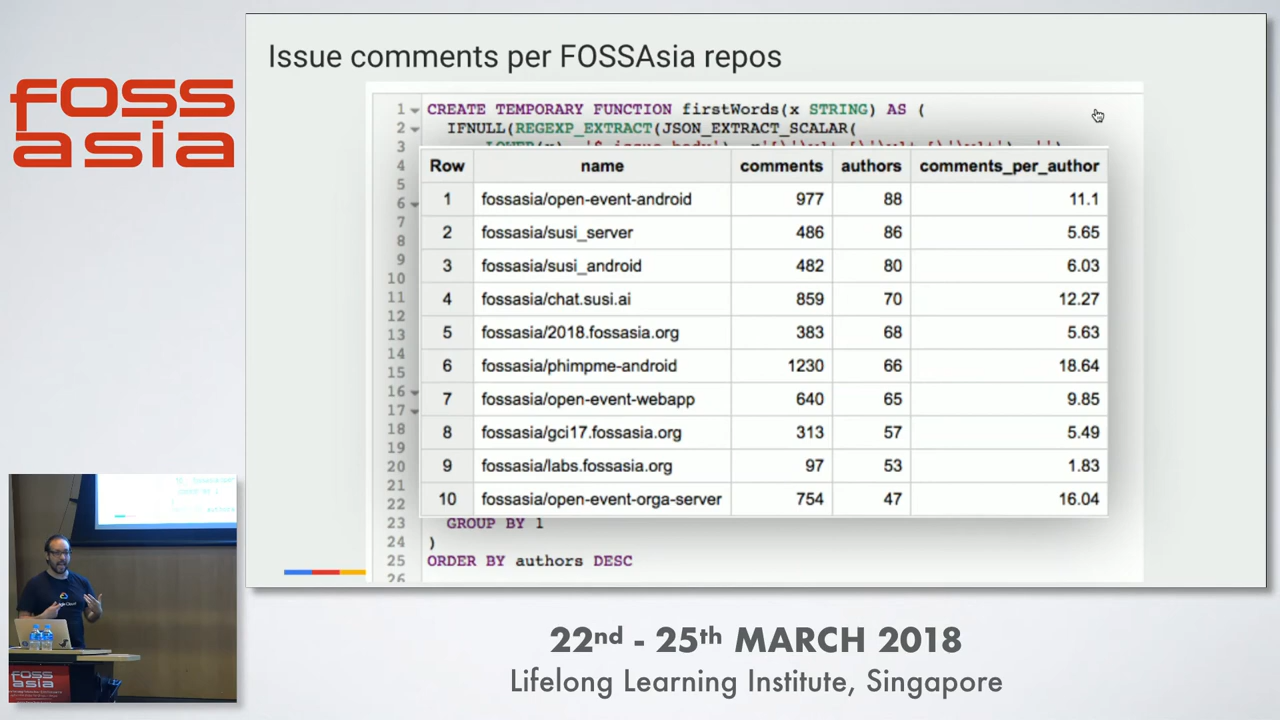 foss
asia
Issue comments per FOSSAsia repos
1 CREATE TEMPORARY FUNCTION firstWords(x STRING) AS (
2 IFNULL(REGEXP_EXTRACT(JSON_EXTRACT_SCALAR(
3
4
5
6
7
8
9
10
11
12
13
14
15
16
17
18
19
20
21
22
Row name comments authors comments_per_author
1 fossasia/open-event-android 977 88 11.1
2 fossasia/susi_server 486 86 5.65
3 fossasia/susi_android 482 80 6.03
4 fossasia/chat.susi.ai 859 70 12.27
5 fossasia/2018.fossasia.org 383 68 5.63
6 fossasia/phimpme-android 1230 66 18.64
7 fossasia/open-event-webapp 640 65 9.85
8 fossasia/gci17.fossasia.org 313 57 5.49
9 fossasia/labs.fossasia.org 97 53 1.83
10 fossasia/open-event-orga-server 754 47 16.04
23 GROUP BY 1
24 )
25 ORDER BY authors DESC
26
foss
asia
22nd - 25th MARCH 2018
Lifelong Learning Institute, Singapore